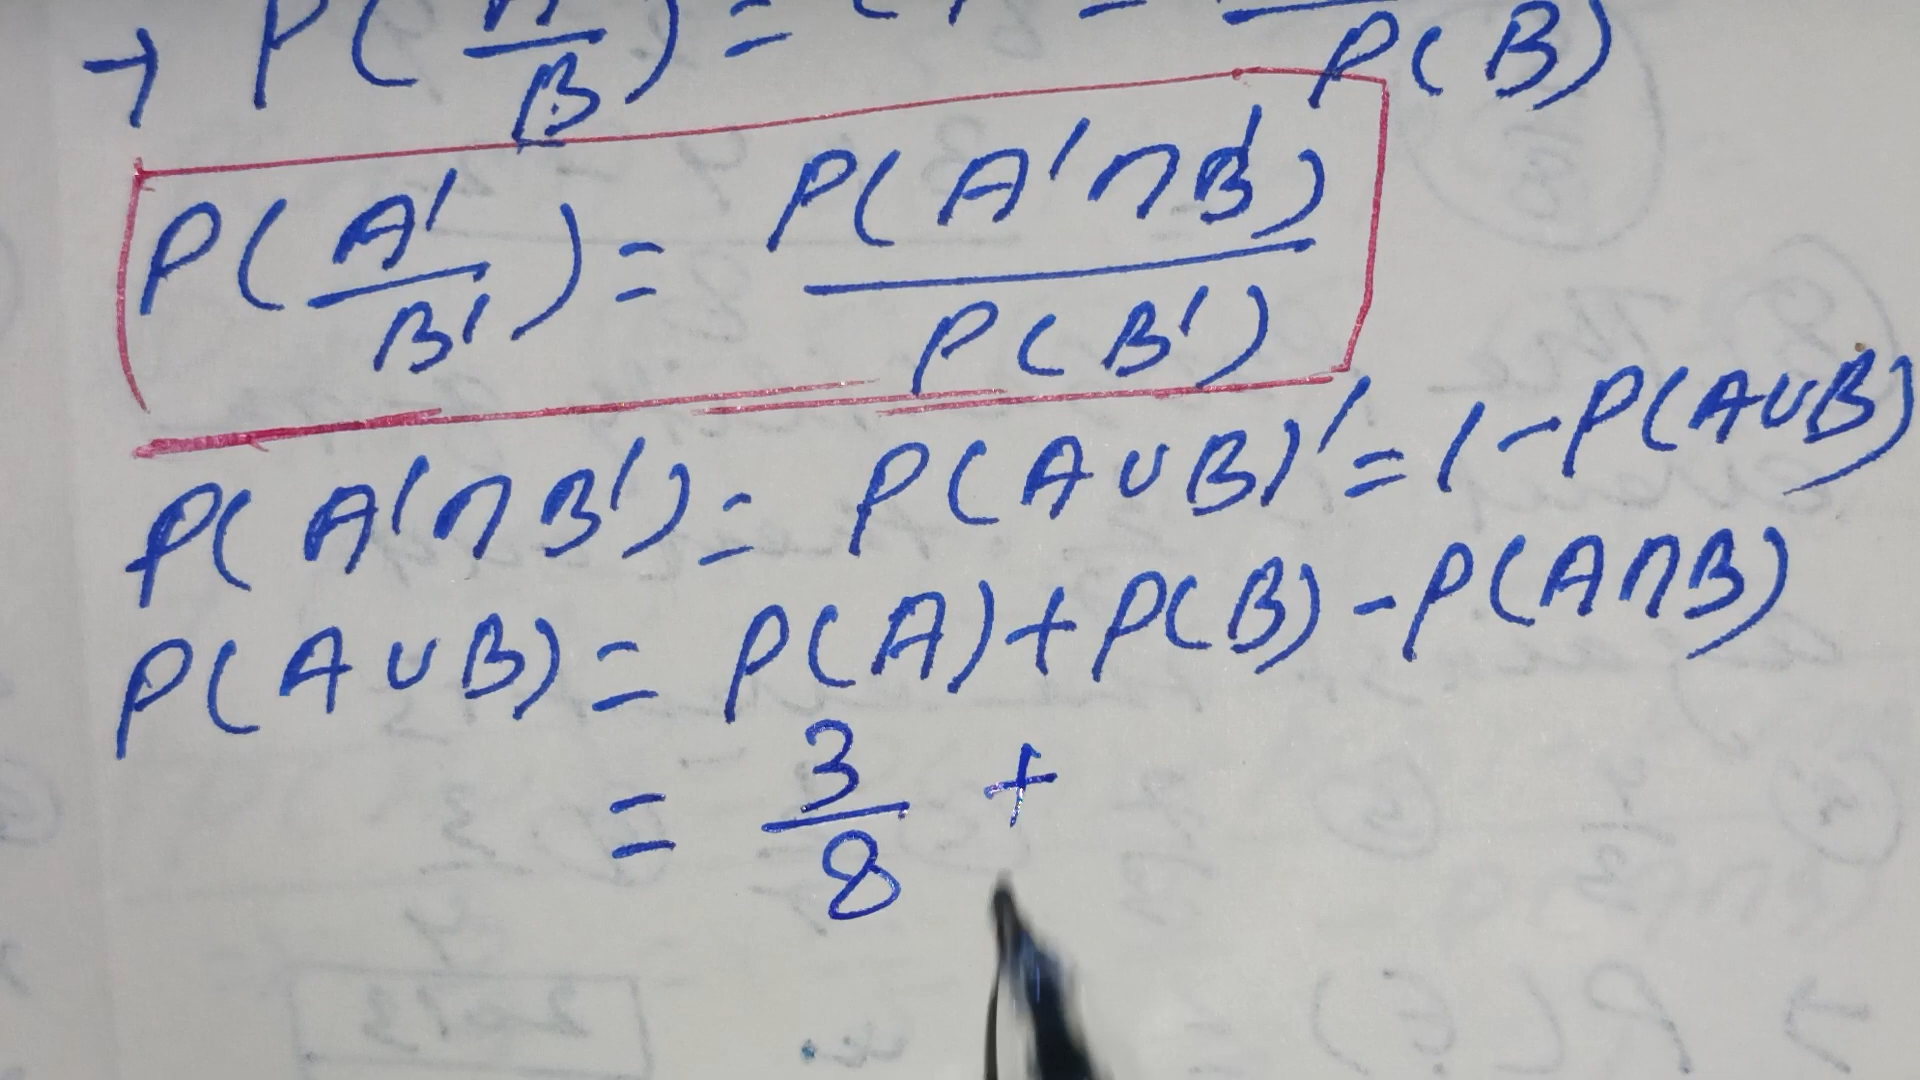 → P(A/B) = P(B)
P(A'/B') = P(A'∩B')/P(B')
P(A'∩B') = P(A∪B)' = 1-P(A∪B)
P(A∪B) = P(A)+P(B)-P(A∩B)
= 3/8 +